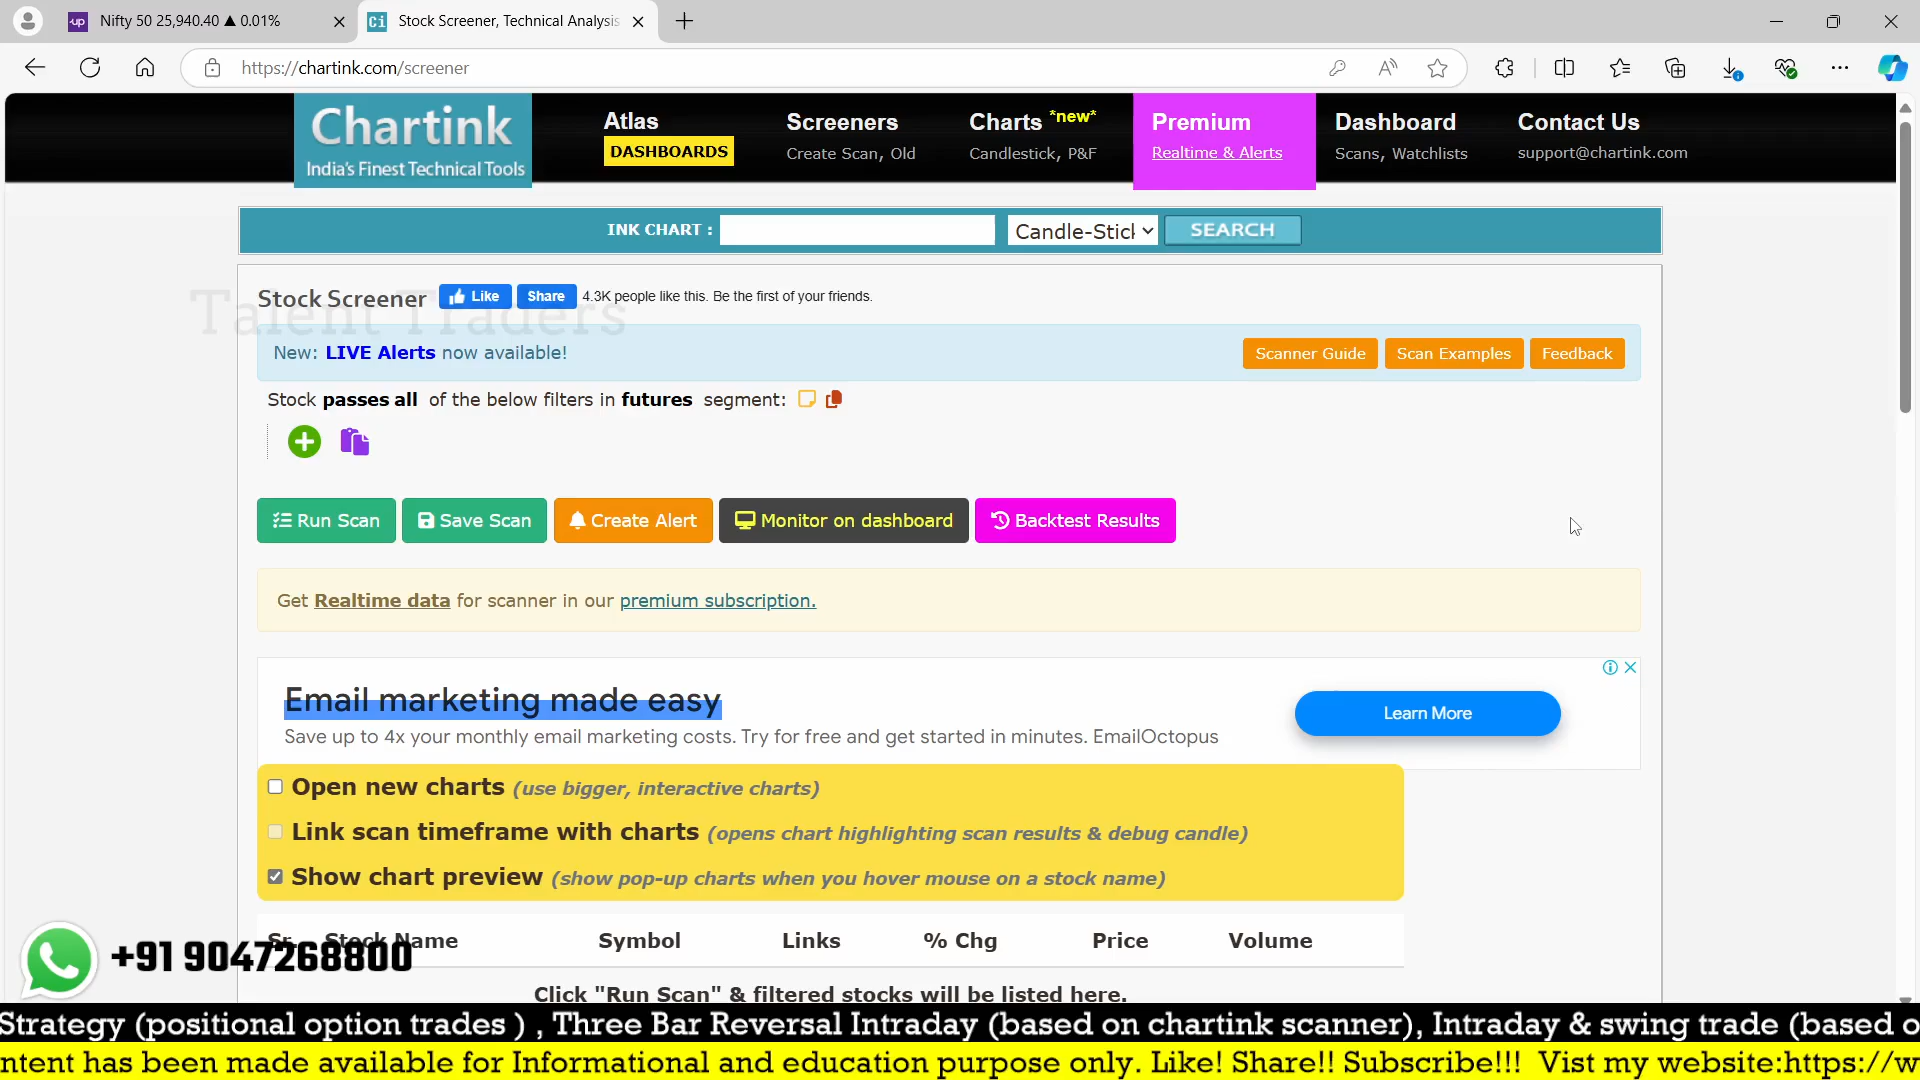 Nifty 50 25,940.40 ▲ 0.01%
Stock Screener, Technical Analysis
https://chartink.com/screener
Chartink
India's Finest Technical Tools
Atlas
DASHBOARDS
Screeners
Create Scan, Old
Charts *new*
Candlestick, P&F
Premium
Realtime & Alerts
Dashboard
Scans, Watchlists
Contact Us
support@chartink.com
INK CHART :
Candle-Stick
SEARCH
Stock Screener
Like
Share
4.3K people like this. Be the first of your friends.
Talent Traders
New: LIVE Alerts now available!
Scanner Guide
Scan Examples
Feedback
Stock passes all of the below filters in futures segment:
Run Scan
Save Scan
Create Alert
Monitor on dashboard
Backtest Results
Get Realtime data for scanner in our premium subscription.
Email marketing made easy
Save up to 4x your monthly email marketing costs. Try for free and get started in minutes. EmailOctopus
Learn More
Open new charts (use bigger, interactive charts)
Link scan timeframe with charts (opens chart highlighting scan results & debug candle)
Show chart preview (show pop-up charts when you hover mouse on a stock name)
Sr. Stock Name Symbol Links % Chg Price Volume
+91 9047268800
Click "Run Scan" & filtered stocks will be listed here.
Strategy (positional option trades ) , Three Bar Reversal Intraday (based on chartink scanner), Intraday & swing trade (based o
ntent has been made available for Informational and education purpose only. Like! Share!! Subscribe!!! Vist my website:https://w